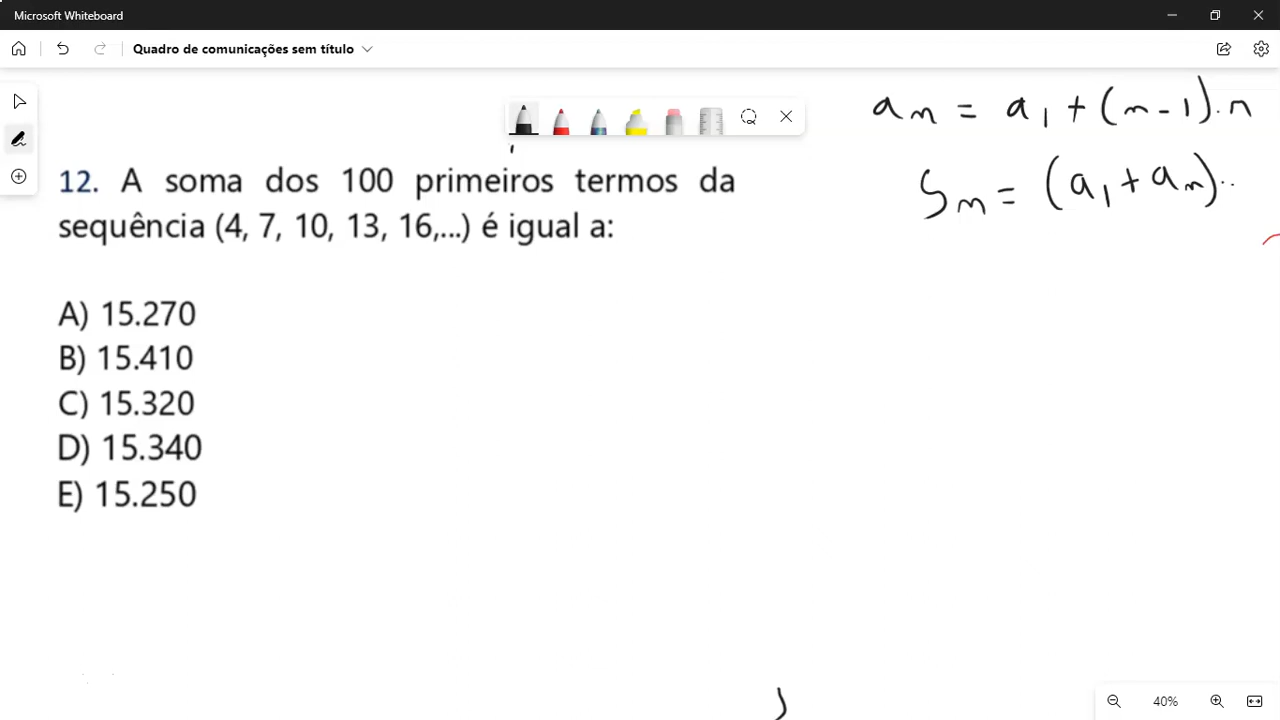 Microsoft Whiteboard
Quadro de comunicações sem título
an = a1 + (n-1).r
Sn = (a1 + an)..
12. A soma dos 100 primeiros termos da
sequência (4, 7, 10, 13, 16,...) é igual a:
A) 15.270
B) 15.410
C) 15.320
D) 15.340
E) 15.250
40%